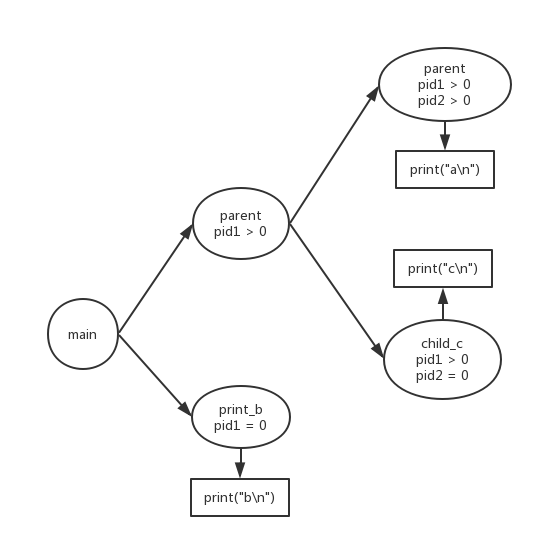 parent
pid1 > 0
pid2 > 0
print("a\n")
parent
pid1 > 0
print("c\n")
main
child_c
pid1 > 0
pid2 = 0
print_b
pid1 = 0
print("b\n")